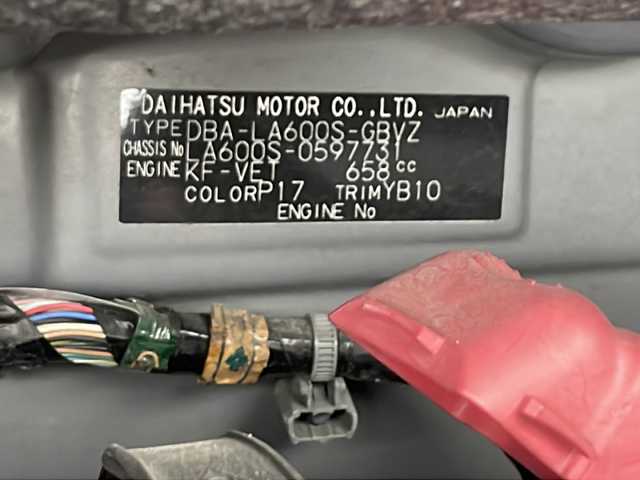 DAIHATSU MOTOR CO.,LTD. JAPAN
TYPE DBA-LA600S-GBVZ
CHASSIS No LA600S-0597731
ENGINE KF-VET 658cc
COLOR P17 TRIM YB10
ENGINE No